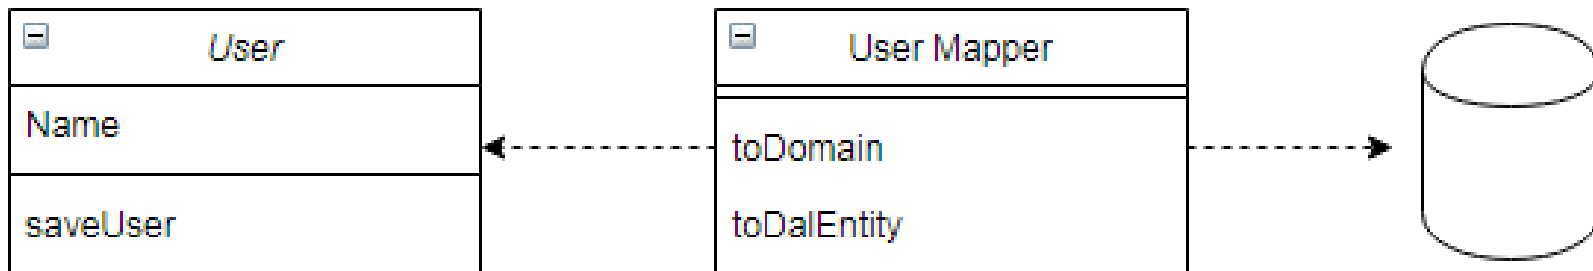 User
Name
saveUser
User Mapper
toDomain
toDalEntity